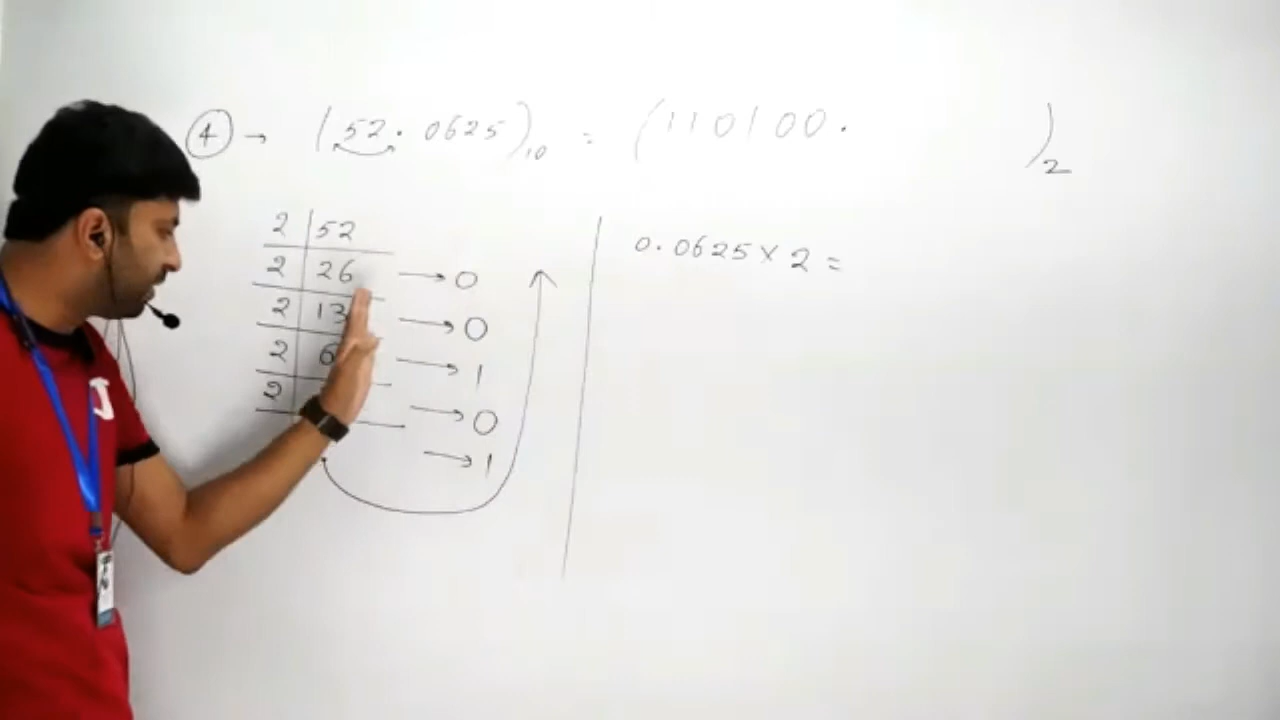 4 → (52.0625)10 = (110100. )2
2 | 52
2 | 26 → 0
2 | 13 → 0
2 | 6 → 1
2 | → 0
→ 1
0.0625 × 2 =